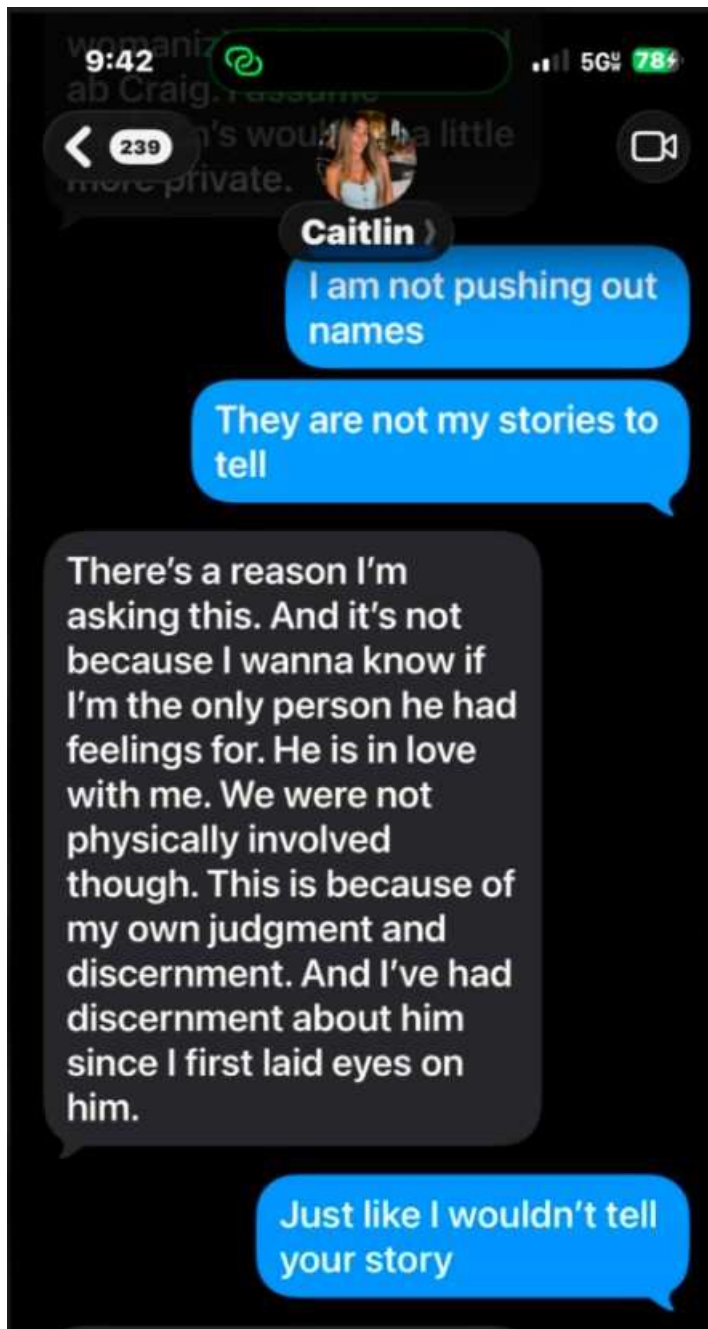 womaniz
9:42
5G
78
ab Craig. I assume
239
's would a little
more private.
Caitlin
I am not pushing out
names
They are not my stories to
tell
There's a reason I'm
asking this. And it's not
because I wanna know if
I'm the only person he had
feelings for. He is in love
with me. We were not
physically involved
though. This is because of
my own judgment and
discernment. And I've had
discernment about him
since I first laid eyes on
him.
Just like I wouldn't tell
your story